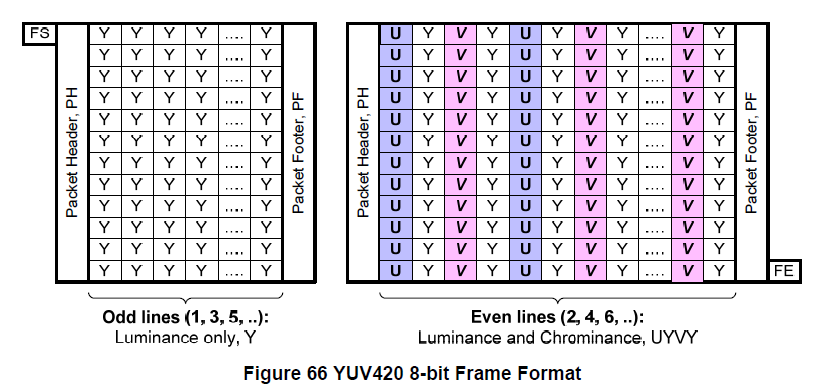 FS
Packet Header, PH
Y Y Y Y .... Y
Y Y Y Y .... Y
Y Y Y Y .... Y
Y Y Y Y .... Y
Y Y Y Y .... Y
Y Y Y Y .... Y
Y Y Y Y .... Y
Y Y Y Y .... Y
Y Y Y Y .... Y
Y Y Y Y .... Y
Y Y Y Y .... Y
Y Y Y Y .... Y
Packet Footer, PF
Odd lines (1, 3, 5, ..):
Luminance only, Y
Packet Header, PH
U Y V Y U Y V Y .... V Y
U Y V Y U Y V Y .... V Y
U Y V Y U Y V Y .... V Y
U Y V Y U Y V Y .... V Y
U Y V Y U Y V Y .... V Y
U Y V Y U Y V Y .... V Y
U Y V Y U Y V Y .... V Y
U Y V Y U Y V Y .... V Y
U Y V Y U Y V Y .... V Y
U Y V Y U Y V Y .... V Y
U Y V Y U Y V Y .... V Y
U Y V Y U Y V Y .... V Y
Packet Footer, PF
FE
Even lines (2, 4, 6, ..):
Luminance and Chrominance, UYVY
Figure 66 YUV420 8-bit Frame Format